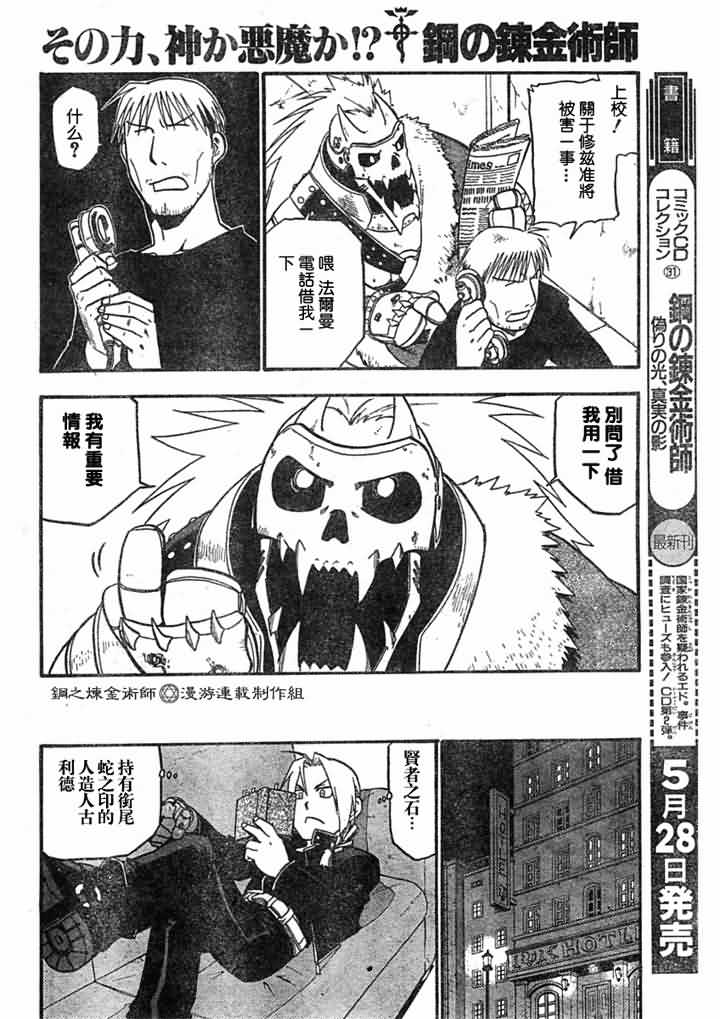 その力、神か悪魔か!? 鋼の錬金術師
上校！
關于修兹准將
被害一事…
imes
喂 法爾曼
電話借我一
下
什么？
別問了 借
我用一下
我有重要
情報
鋼之煉金術師 漫游連載制作組
賢者之石…
持有銜尾
蛇之印的
人造人古
利德
HOTEL
書籍
コミックCD
コレクション
㉛
鋼の錬金術師
偽りの光、真実の影
最新刊
国家錬金術師を疑われるエド。事件
調査にヒューズも参入！CD第2弾。
5月28日発売